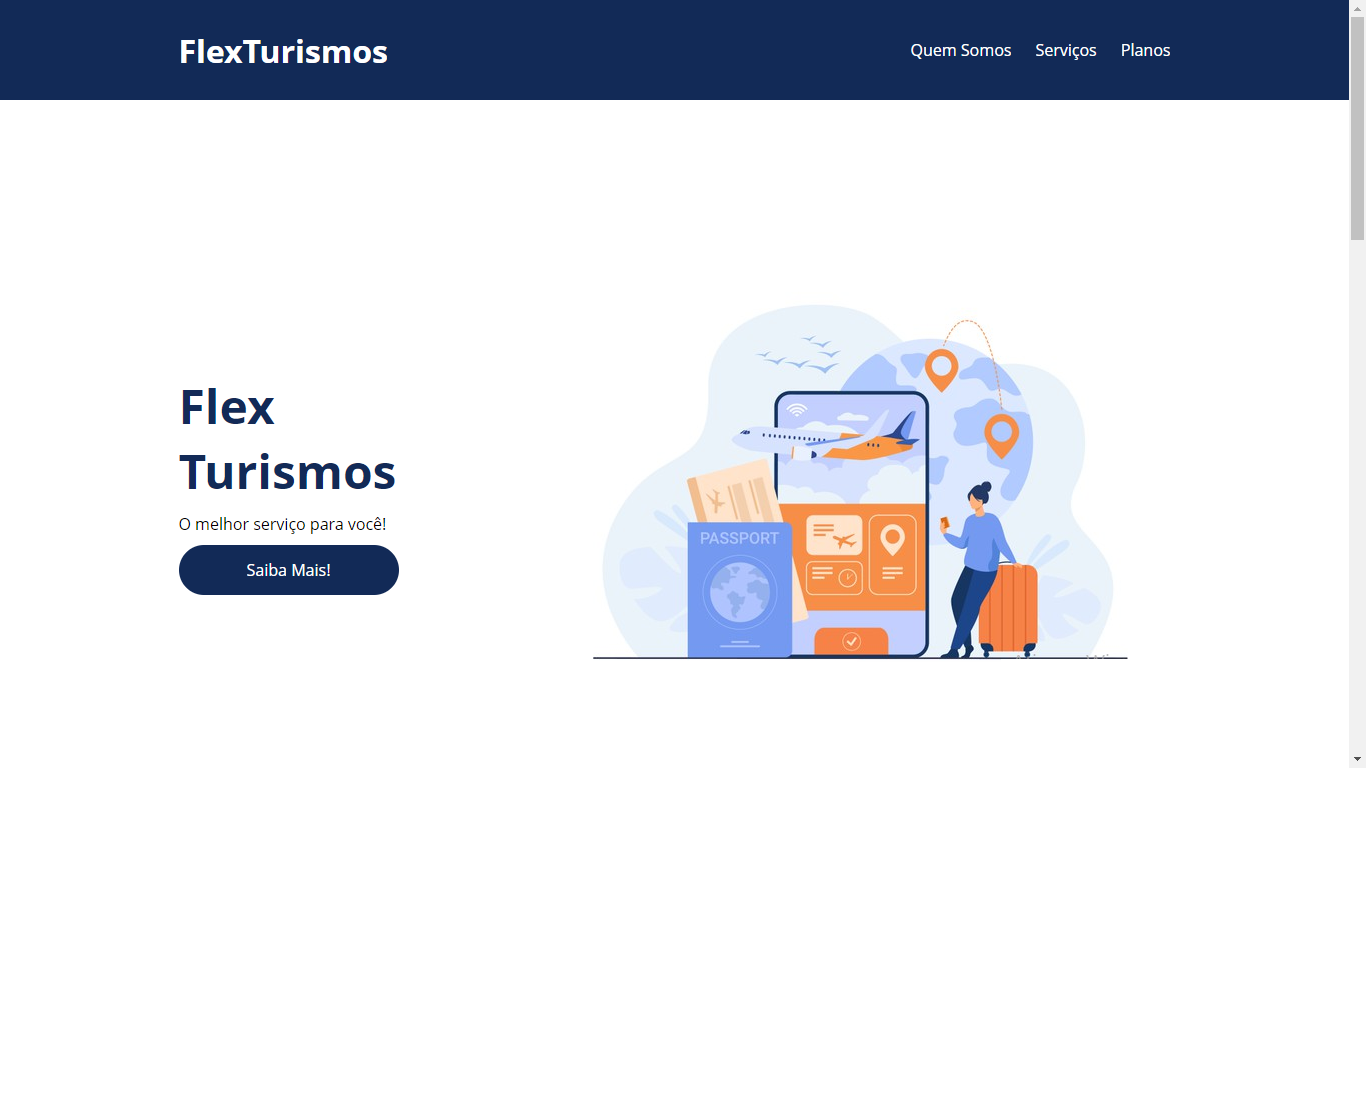 FlexTurismos
Quem Somos Serviços Planos
Flex
Turismos
O melhor serviço para você!
Saiba Mais!
PASSPORT